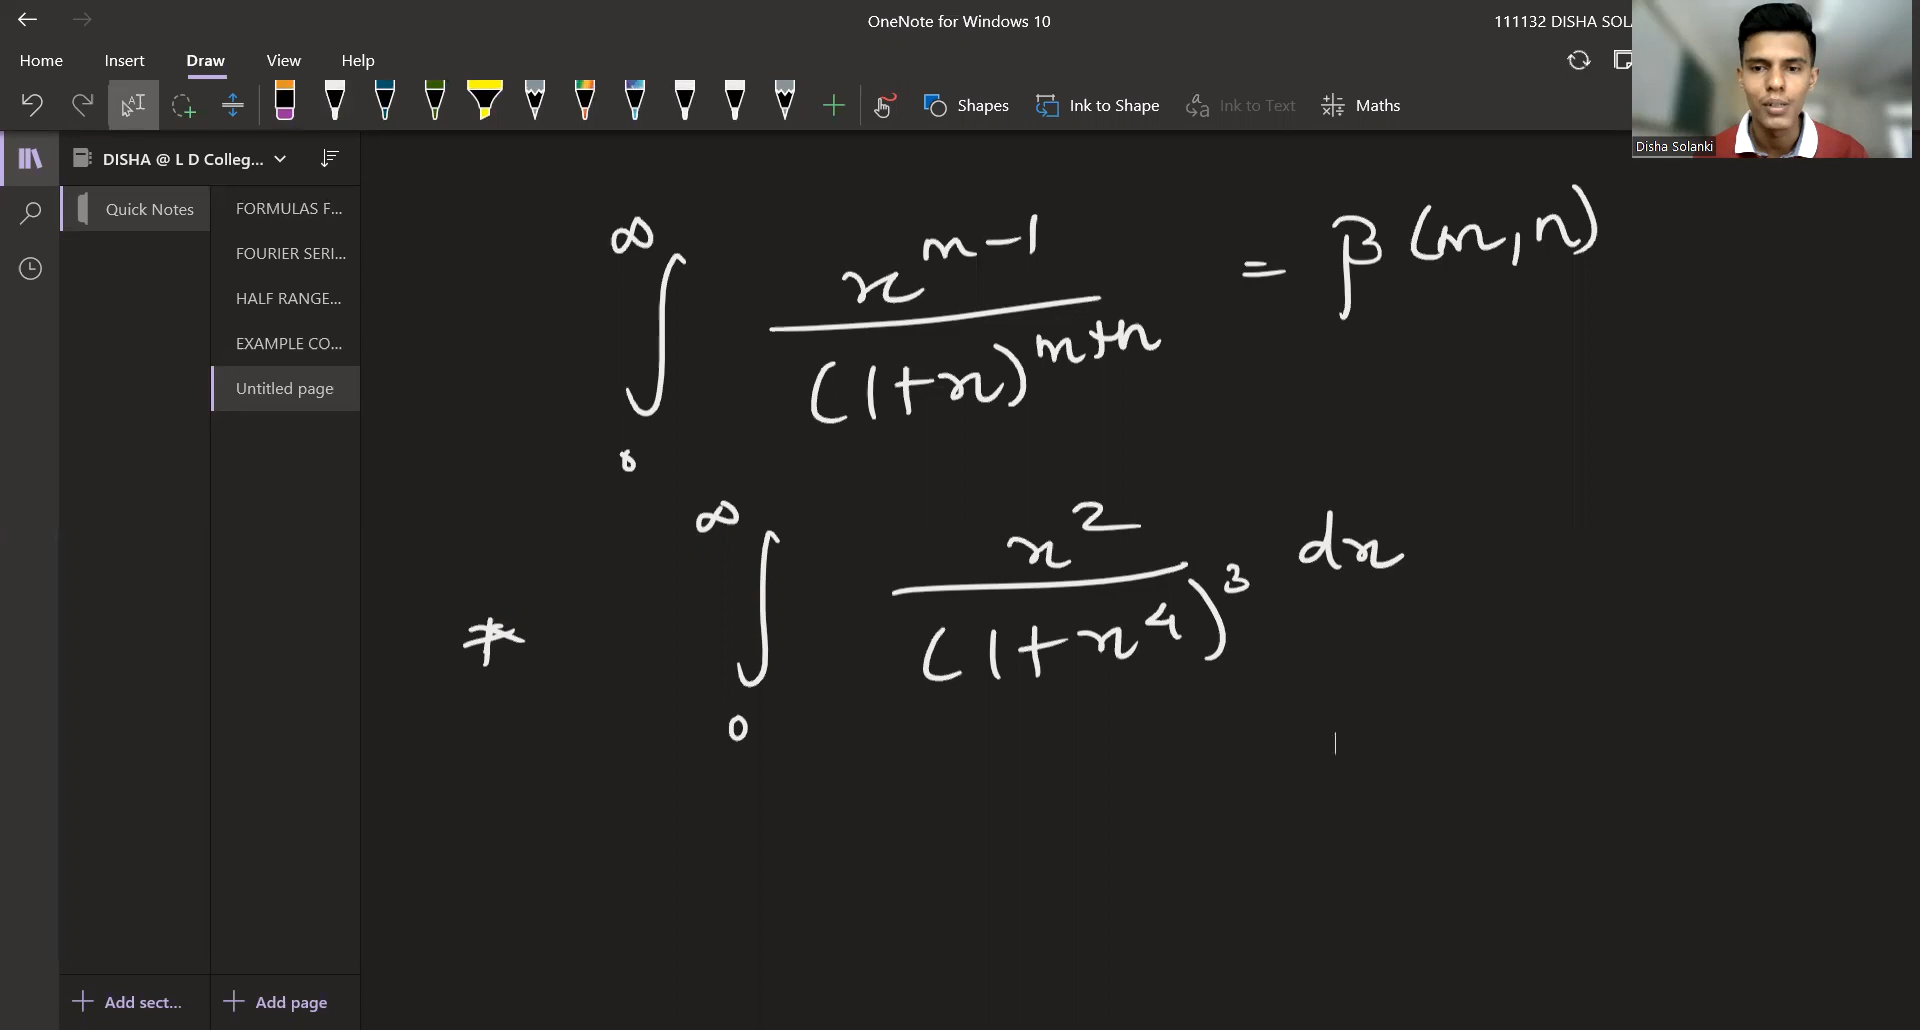 OneNote for Windows 10
111132 DISHA SOL
Home Insert Draw View Help
Shapes Ink to Shape Ink to Text Maths
Disha Solanki
DISHA @ L D Colleg...
Quick Notes
FORMULAS F...
FOURIER SERI...
HALF RANGE...
EXAMPLE CO...
Untitled page
∫₀^∞ x^(m-1) / (1+x)^(m+n) = β(m,n)
* ∫₀^∞ x^2 / (1+x^4)^3 dx
Add sect...
Add page